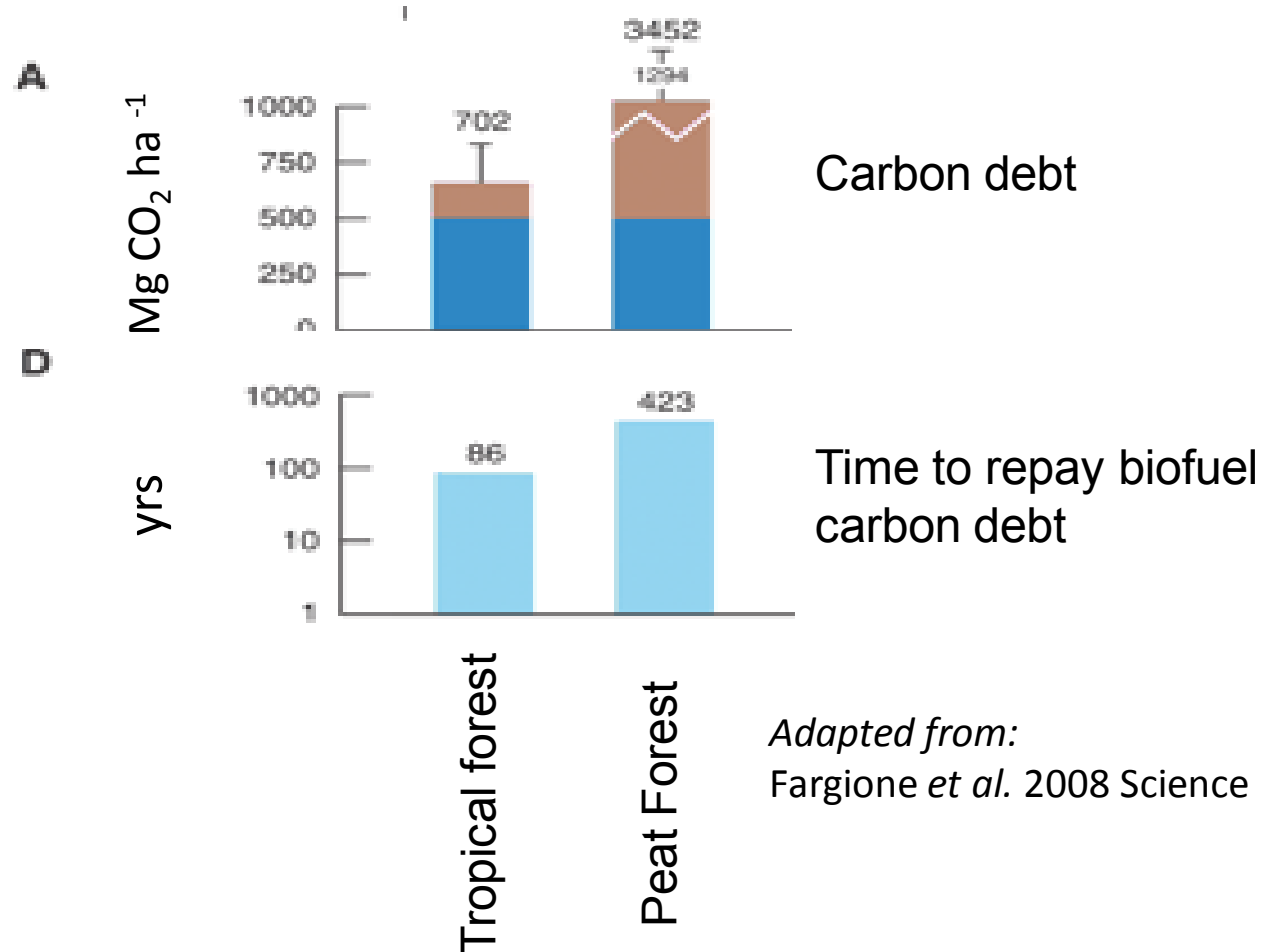 A
Mg CO₂ ha ⁻¹
1000
750
500
250
0
702
3452
1294
Carbon debt
D
yrs
1000
100
10
1
86
423
Time to repay biofuel
carbon debt
Tropical forest
Peat Forest
Adapted from:
Fargione et al. 2008 Science